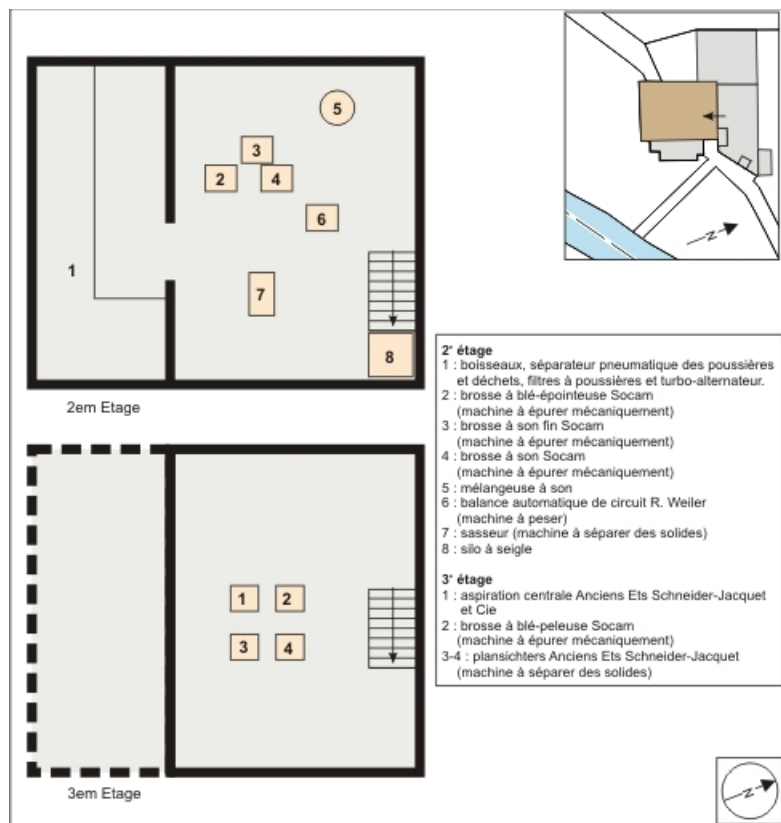 5
3
2
4
6
1
7
8
2em Etage
N
2° étage
1 : boisseaux, séparateur pneumatique des poussières
et déchets, filtres à poussières et turbo-alternateur.
2 : brosse à blé-épointeuse Socam
(machine à épurer mécaniquement)
3 : brosse à son fin Socam
(machine à épurer mécaniquement)
4 : brosse à son Socam
(machine à épurer mécaniquement)
5 : mélangeuse à son
6 : balance automatique de circuit R. Weiler
(machine à peser)
7 : sasseur (machine à séparer des solides)
8 : silo à seigle
3° étage
1 : aspiration centrale Anciens Ets Schneider-Jacquet
et Cie
2 : brosse à blé-peleuse Socam
(machine à épurer mécaniquement)
3-4 : plansichters Anciens Ets Schneider-Jacquet
(machine à séparer des solides)
1 2
3 4
3em Etage
N